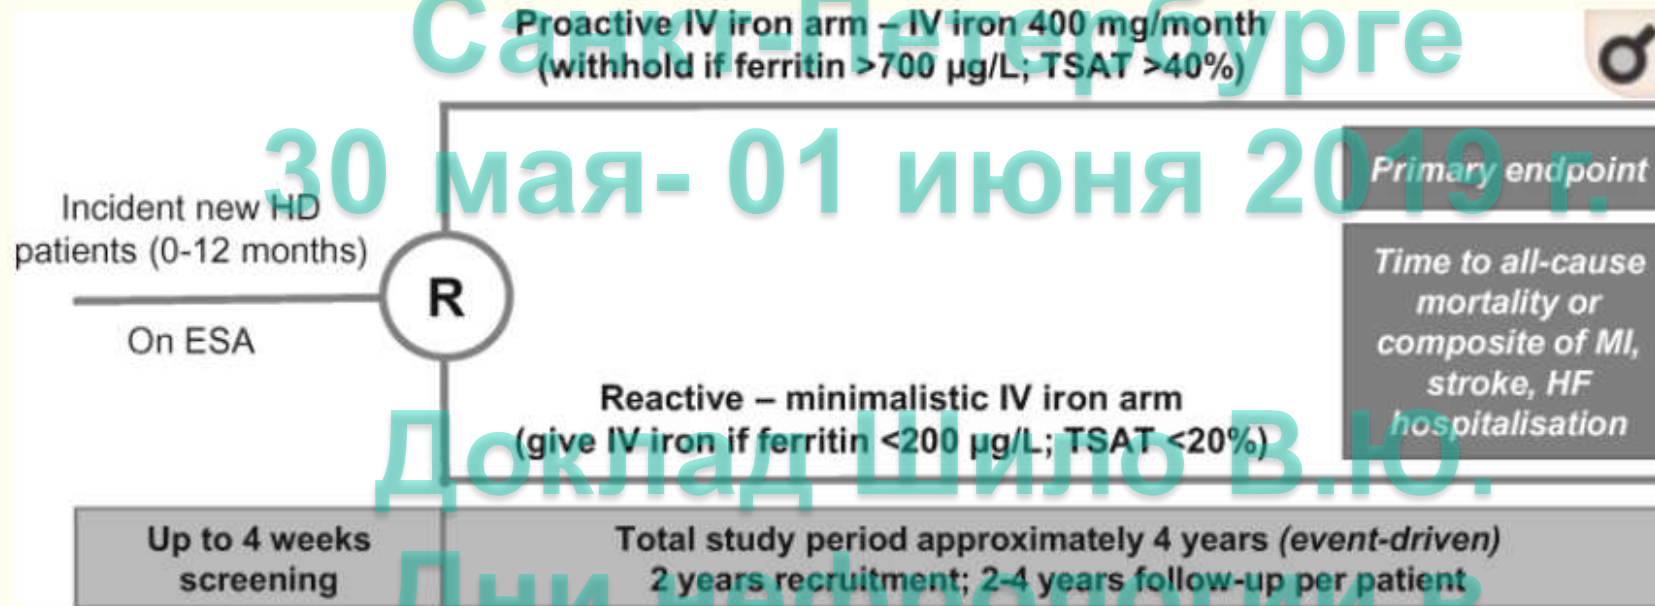 Санкт-Петербурге
Proactive IV iron arm – IV iron 400 mg/month
(withhold if ferritin >700 µg/L; TSAT >40%)
30 мая- 01 июня 2019 г.
Primary endpoint
Incident new HD
patients (0-12 months)
R
On ESA
Time to all-cause
mortality or
composite of MI,
stroke, HF
hospitalisation
Reactive – minimalistic IV iron arm
(give IV iron if ferritin <200 µg/L; TSAT <20%)
Доклад Шило В.Ю.
Up to 4 weeks
screening
Total study period approximately 4 years (event-driven)
2 years recruitment; 2-4 years follow-up per patient
Дни нефрологии в